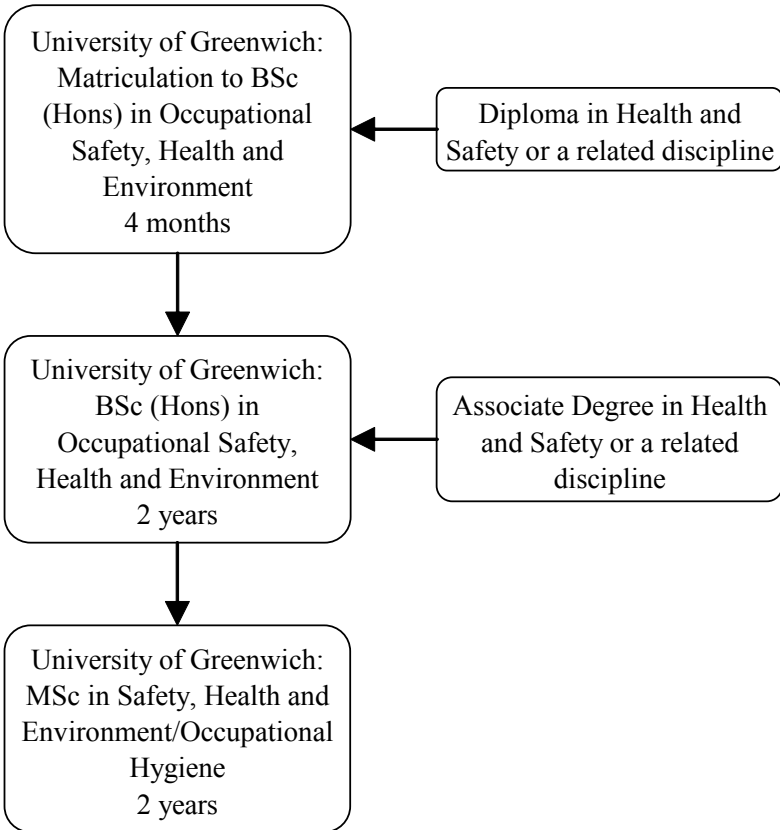 University of Greenwich:
Matriculation to BSc
(Hons) in Occupational
Safety, Health and
Environment
4 months
Diploma in Health and
Safety or a related discipline
University of Greenwich:
BSc (Hons) in
Occupational Safety,
Health and Environment
2 years
Associate Degree in Health
and Safety or a related
discipline
University of Greenwich:
MSc in Safety, Health and
Environment/Occupational
Hygiene
2 years